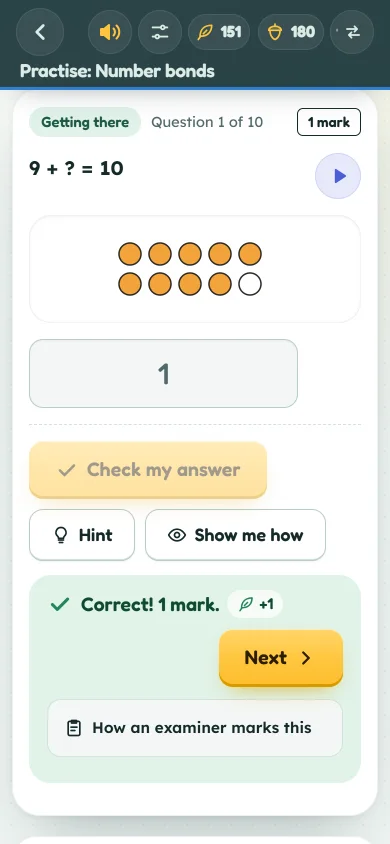 151
180
Practise: Number bonds
Getting there
Question 1 of 10
1 mark
9 + ? = 10
1
Check my answer
Hint
Show me how
Correct! 1 mark.
+1
Next
How an examiner marks this